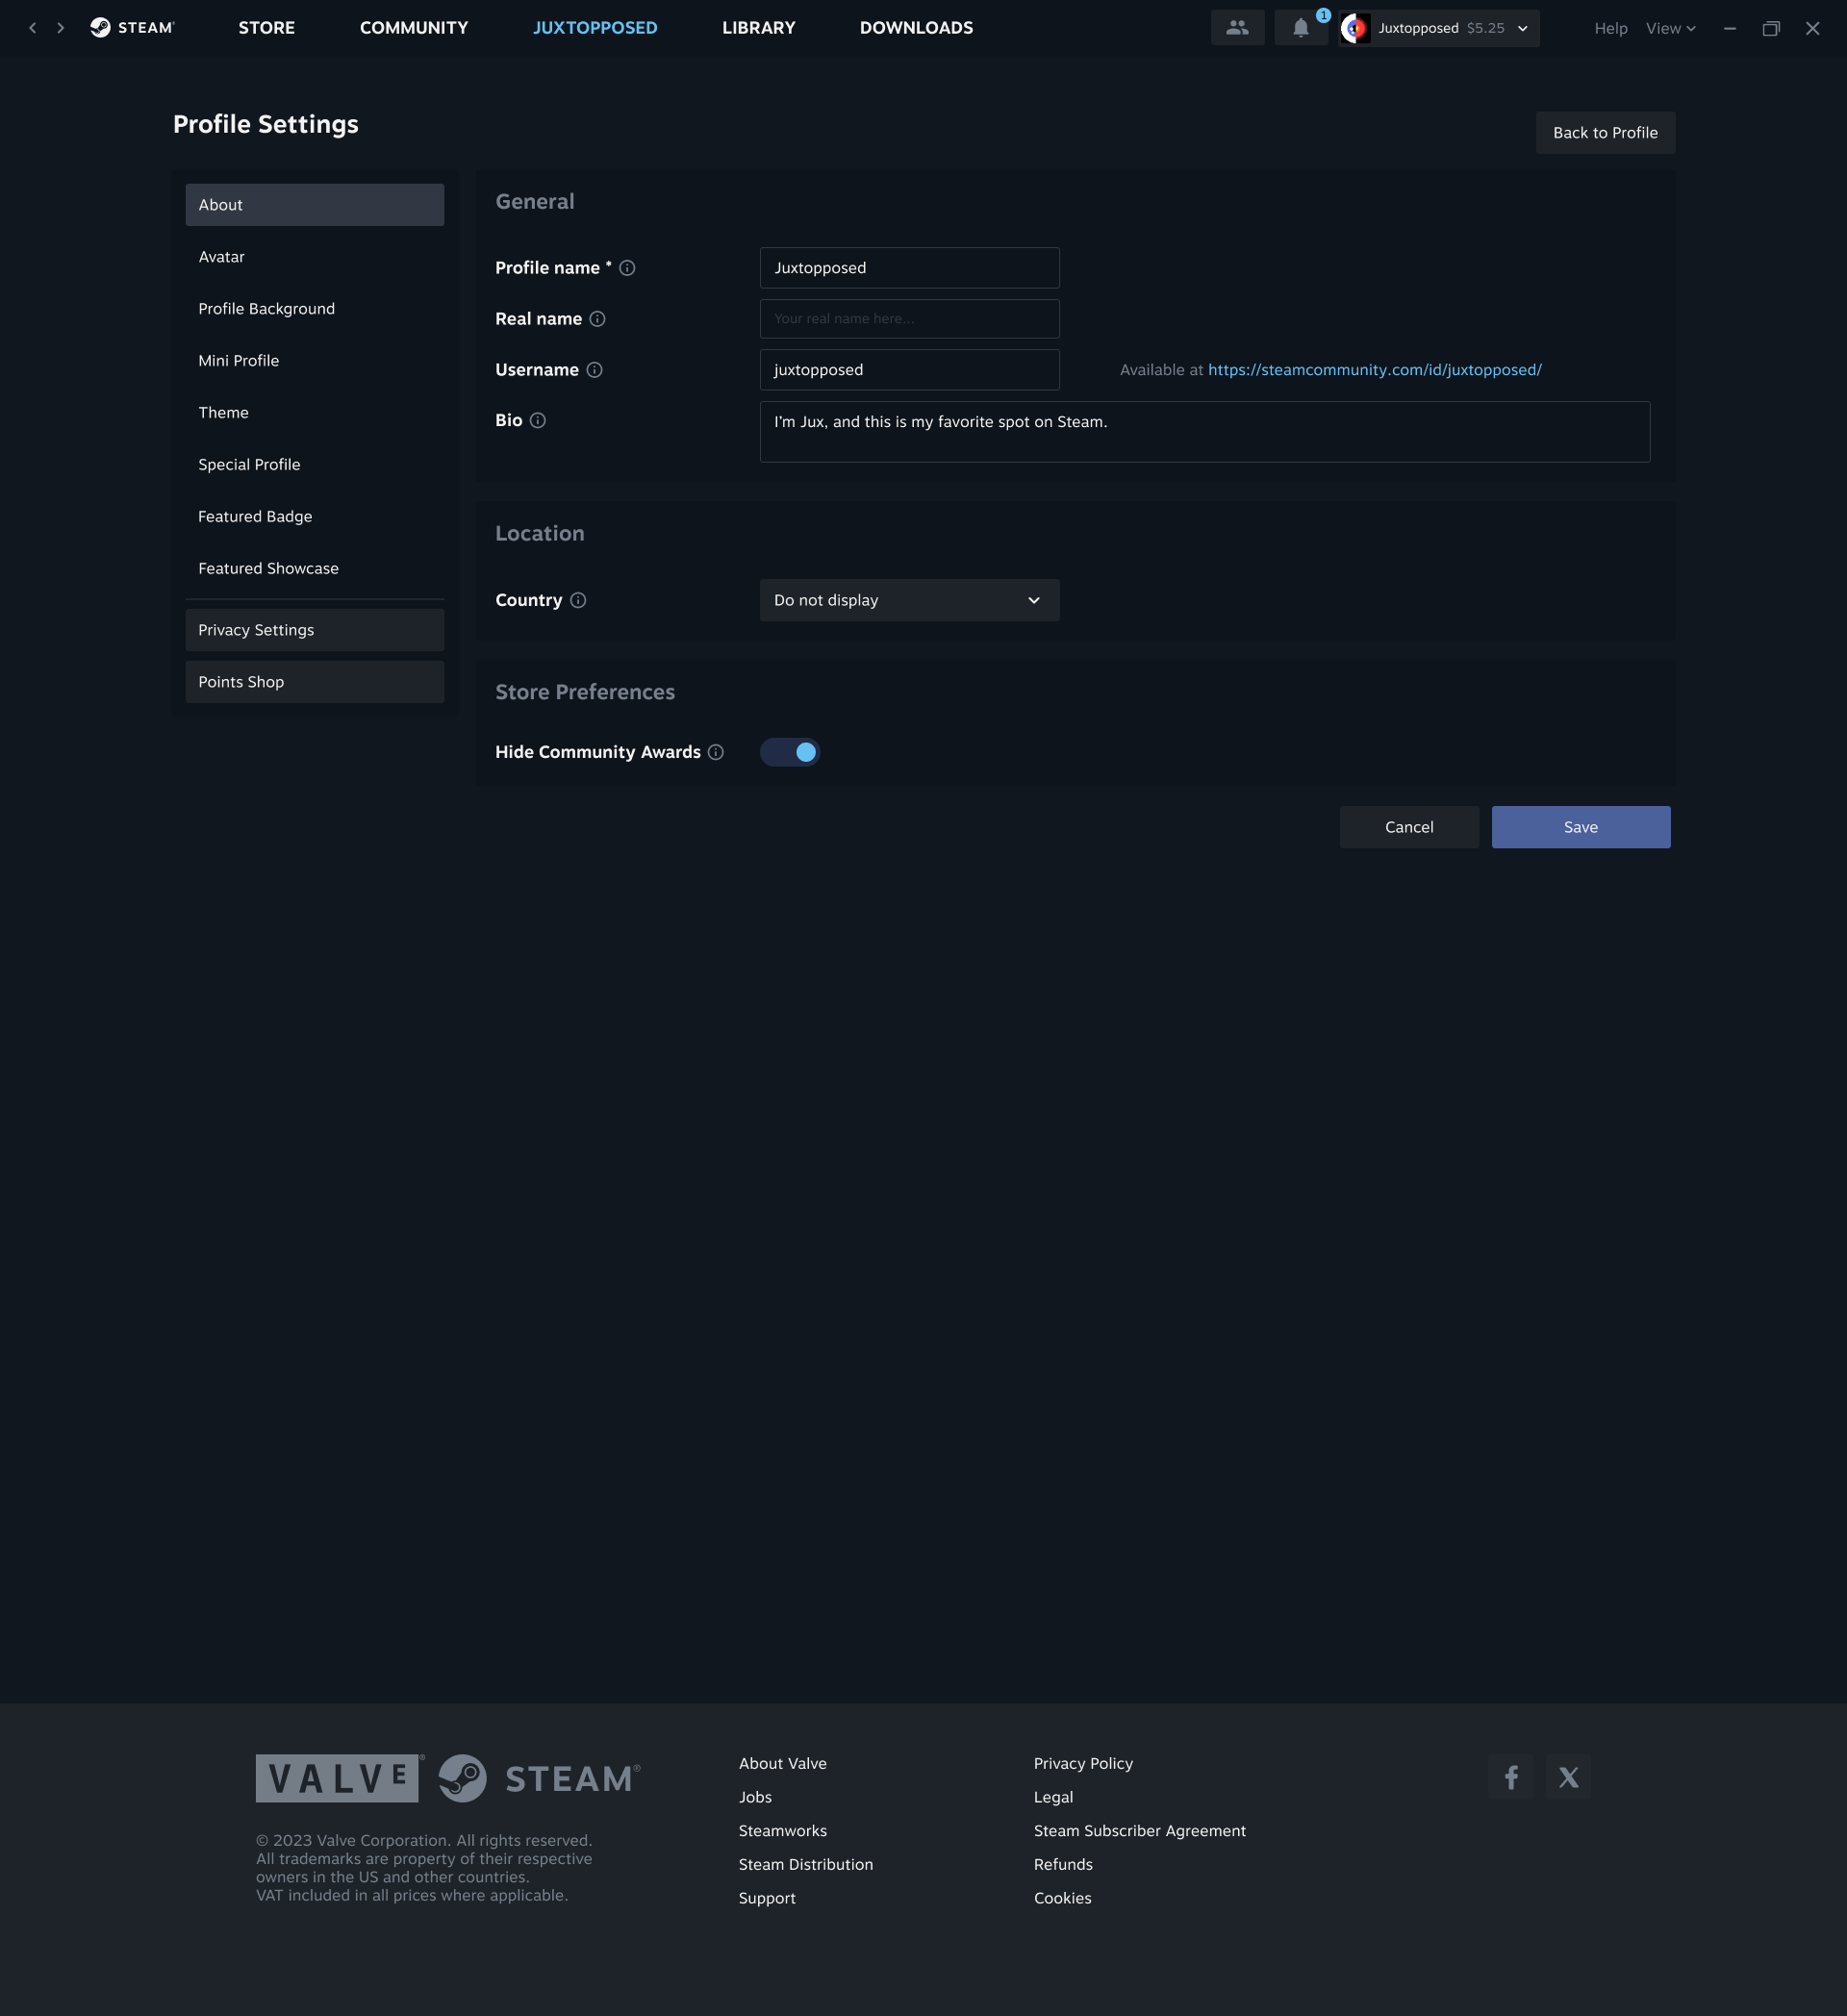 STEAM®
STORE
COMMUNITY
JUXTOPPOSED
LIBRARY
DOWNLOADS
1
Juxtopposed $5.25
Help
View
Profile Settings
Back to Profile
About
Avatar
Profile Background
Mini Profile
Theme
Special Profile
Featured Badge
Featured Showcase
Privacy Settings
Points Shop
General
Profile name *
Juxtopposed
Real name
Your real name here...
Username
juxtopposed
Available at https://steamcommunity.com/id/juxtopposed/
Bio
I'm Jux, and this is my favorite spot on Steam.
Location
Country
Do not display
Store Preferences
Hide Community Awards
Cancel
Save
VALVE®
STEAM®
© 2023 Valve Corporation. All rights reserved.
All trademarks are property of their respective
owners in the US and other countries.
VAT included in all prices where applicable.
About Valve
Jobs
Steamworks
Steam Distribution
Support
Privacy Policy
Legal
Steam Subscriber Agreement
Refunds
Cookies